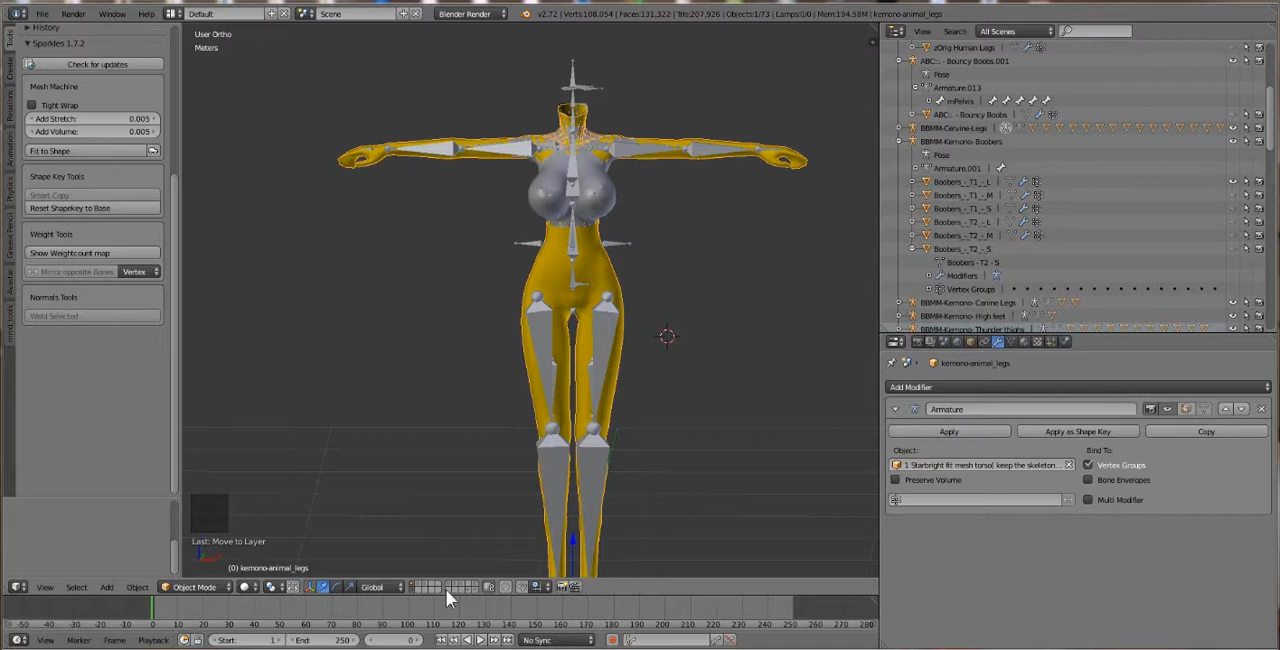 File Render Window Help Default Scene Blender Render v2.72 | Verts:108,054 | Faces:131,322 | Tris:207,926 | Objects:1/73 | Lamps:0/0 | Mem:194.58M | kemono-animal_legs
History
Sparkles 1.7.2
Check for updates
Mesh Machine
Tight Wrap
Add Stretch: 0.005
Add Volume: 0.005
Fit to Shape
Shape Key Tools
Smart Copy
Reset Shapekey to Base
Weight Tools
Show Weightcount map
Mirror opposite Bones Vertex
Normals Tools
Weld Selected
Tools
Create
Relations
Animation
Physics
Grease Pencil
Avastar
mmd_tools
User Ortho
Meters
Last: Move to Layer
(0) kemono-animal_legs
View Select Add Object Object Mode Global
-50 -40 -30 -20 -10 0 10 20 30 40 50 60 70 80 90 100 110 120 130 140 150 160 170 180 190 200 210 220 230 240 250 260 270 280
View Marker Frame Playback Start: 1 End: 250 0 No Sync
View Search All Scenes
zOrig Human Legs
ABC::. - Bouncy Boobs.001
Pose
Armature.013
mPelvis
ABC::. - Bouncy Boobs
BBMM-Cervine-Legs
BBMM-Kemono- Boobers
Pose
Armature.001
Boobers_-_T1_-_L
Boobers_-_T1_-_M
Boobers_-_T1_-_S
Boobers_-_T2_-_L
Boobers_-_T2_-_M
Boobers_-_T2_-_S
Boobers - T2 - S
Modifiers
Vertex Groups
BBMM-Kemono- Canine Legs
BBMM-Kemono- High feet
BBMM-Kemono- Thunder thighs
kemono-animal_legs
Add Modifier
Armature
Apply Apply as Shape Key Copy
Object: Bind To:
1 Starbright fit mesh torso( keep the skeleton... Vertex Groups
Preserve Volume Bone Envelopes
Multi Modifier